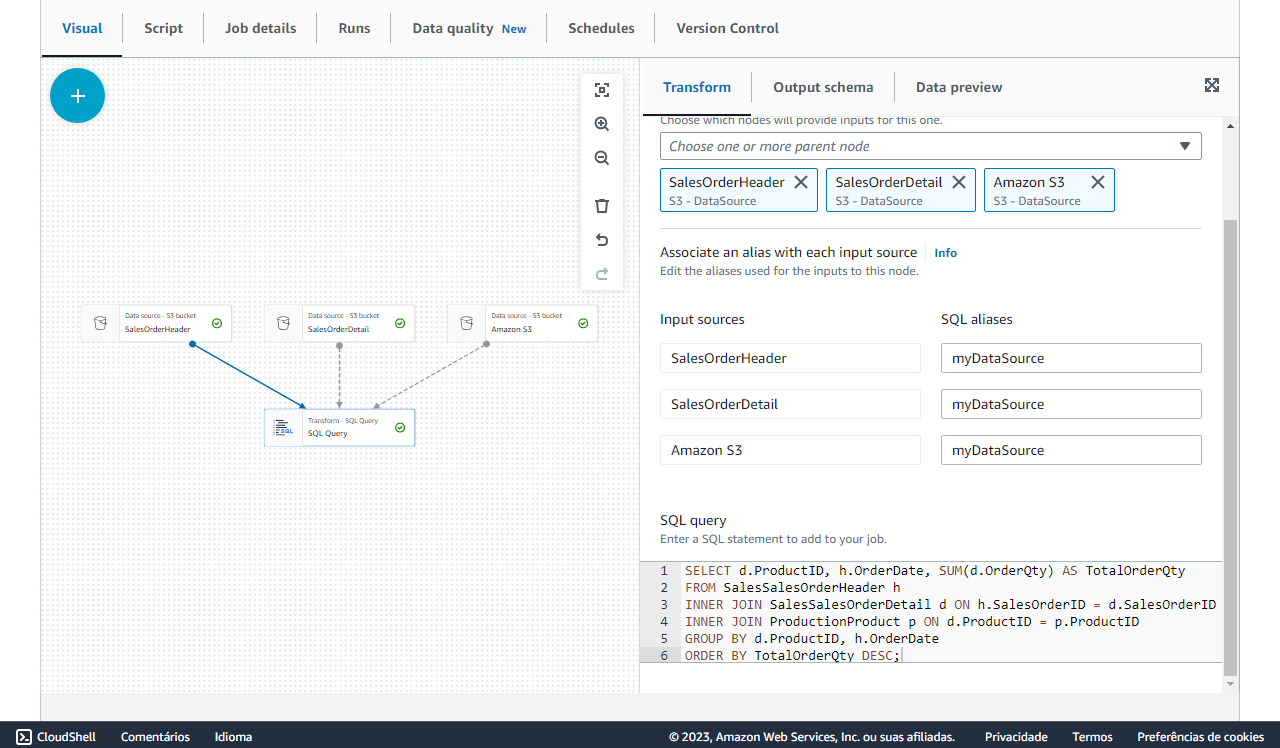 Visual
Script
Job details
Runs
Data quality New
Schedules
Version Control
Transform
Output schema
Data preview
Choose which nodes will provide inputs for this one.
Choose one or more parent node
SalesOrderHeader
S3 - DataSource
SalesOrderDetail
S3 - DataSource
Amazon S3
S3 - DataSource
Associate an alias with each input source Info
Edit the aliases used for the inputs to this node.
Input sources SQL aliases
SalesOrderHeader myDataSource
SalesOrderDetail myDataSource
Amazon S3 myDataSource
SQL query
Enter a SQL statement to add to your job.
1 SELECT d.ProductID, h.OrderDate, SUM(d.OrderQty) AS TotalOrderQty
2 FROM SalesSalesOrderHeader h
3 INNER JOIN SalesSalesOrderDetail d ON h.SalesOrderID = d.SalesOrderID
4 INNER JOIN ProductionProduct p ON d.ProductID = p.ProductID
5 GROUP BY d.ProductID, h.OrderDate
6 ORDER BY TotalOrderQty DESC;
Data source - S3 bucket
SalesOrderHeader
Data source - S3 bucket
SalesOrderDetail
Data source - S3 bucket
Amazon S3
Transform - SQL Query
SQL Query
SQL
CloudShell Comentários Idioma © 2023, Amazon Web Services, Inc. ou suas afiliadas. Privacidade Termos Preferências de cookies